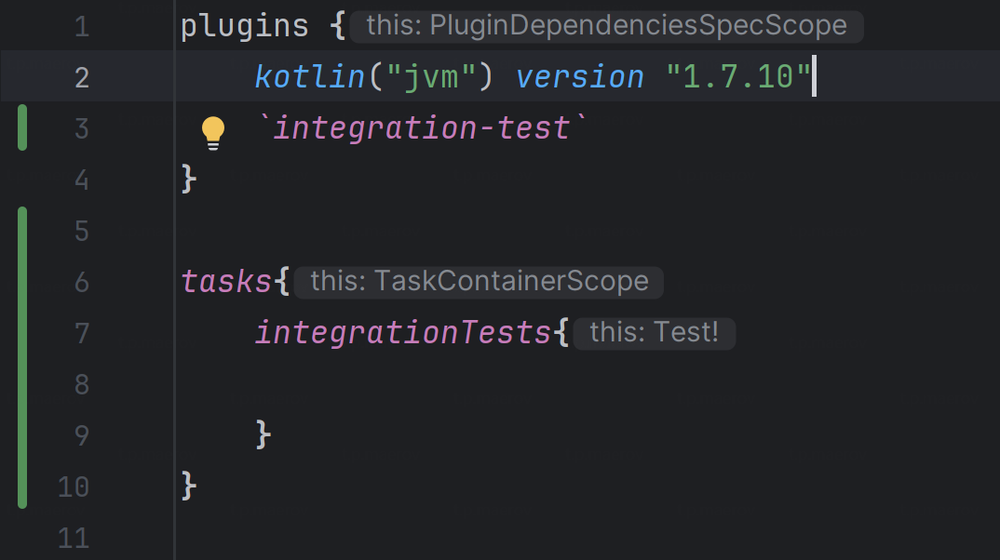 1 plugins { this: PluginDependenciesSpecScope
2 kotlin("jvm") version "1.7.10"
3 `integration-test`
4 }
5
6 tasks{ this: TaskContainerScope
7 integrationTests{ this: Test!
8
9 }
10 }
11